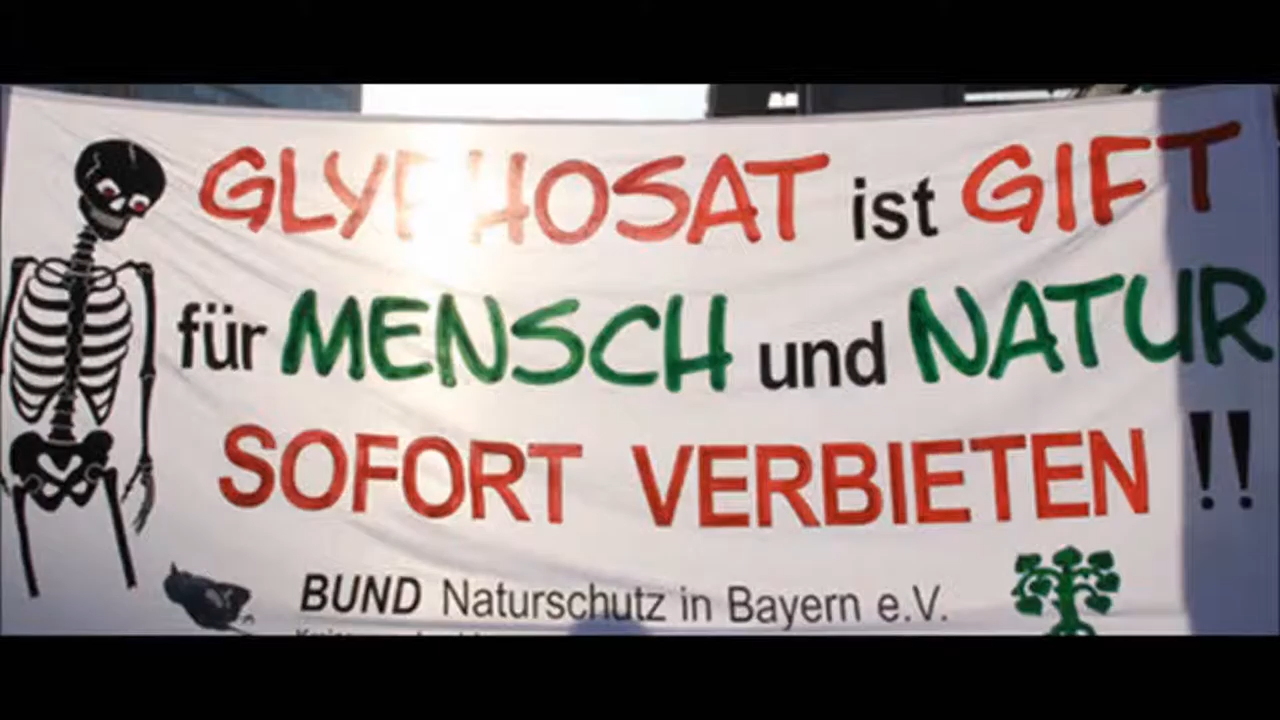 GLYPHOSAT ist GIFT
für MENSCH und NATUR
SOFORT VERBIETEN !!
BUND Naturschutz in Bayern e.V.